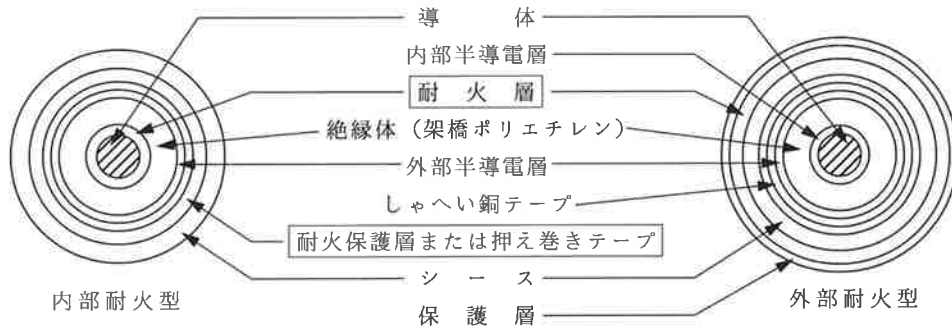 導体
内部半導電層
耐火層
絶縁体（架橋ポリエチレン）
外部半導電層
しゃへい銅テープ
耐火保護層または押え巻きテープ
シース
保護層
内部耐火型
外部耐火型